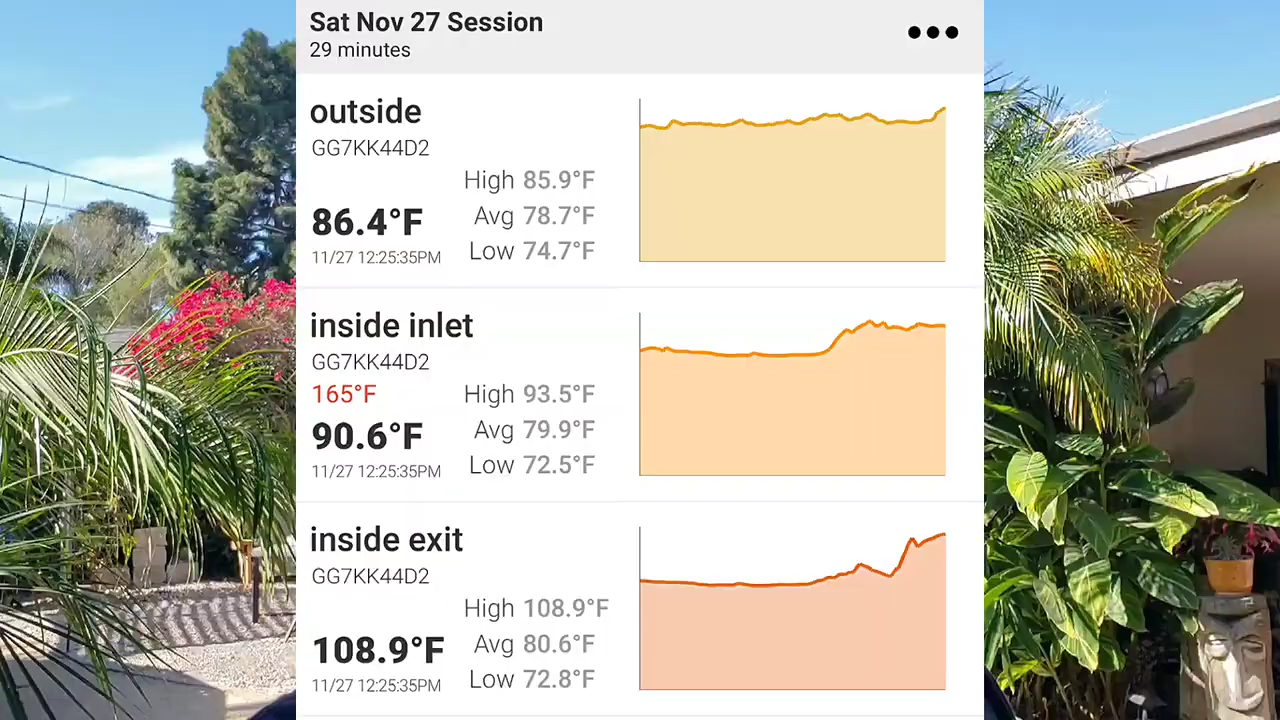 Sat Nov 27 Session
29 minutes
outside
GG7KK44D2
High 85.9°F
86.4°F
Avg 78.7°F
11/27 12:25:35PM
Low 74.7°F
inside inlet
GG7KK44D2
165°F
High 93.5°F
90.6°F
Avg 79.9°F
11/27 12:25:35PM
Low 72.5°F
inside exit
GG7KK44D2
High 108.9°F
108.9°F
Avg 80.6°F
11/27 12:25:35PM
Low 72.8°F